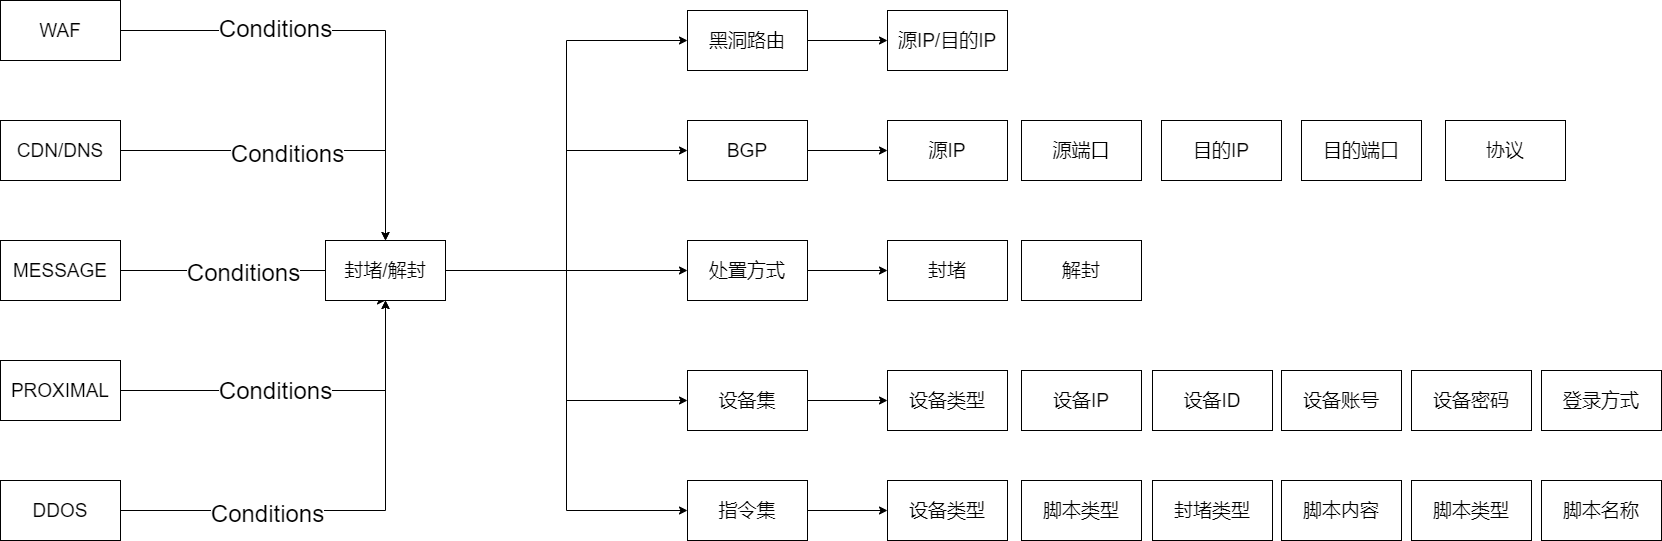 WAF
Conditions
黑洞路由
源IP/目的IP
CDN/DNS
Conditions
BGP
源IP
源端口
目的IP
目的端口
协议
MESSAGE
Conditions
封堵/解封
处置方式
封堵
解封
PROXIMAL
Conditions
设备集
设备类型
设备IP
设备ID
设备账号
设备密码
登录方式
DDOS
Conditions
指令集
设备类型
脚本类型
封堵类型
脚本内容
脚本类型
脚本名称